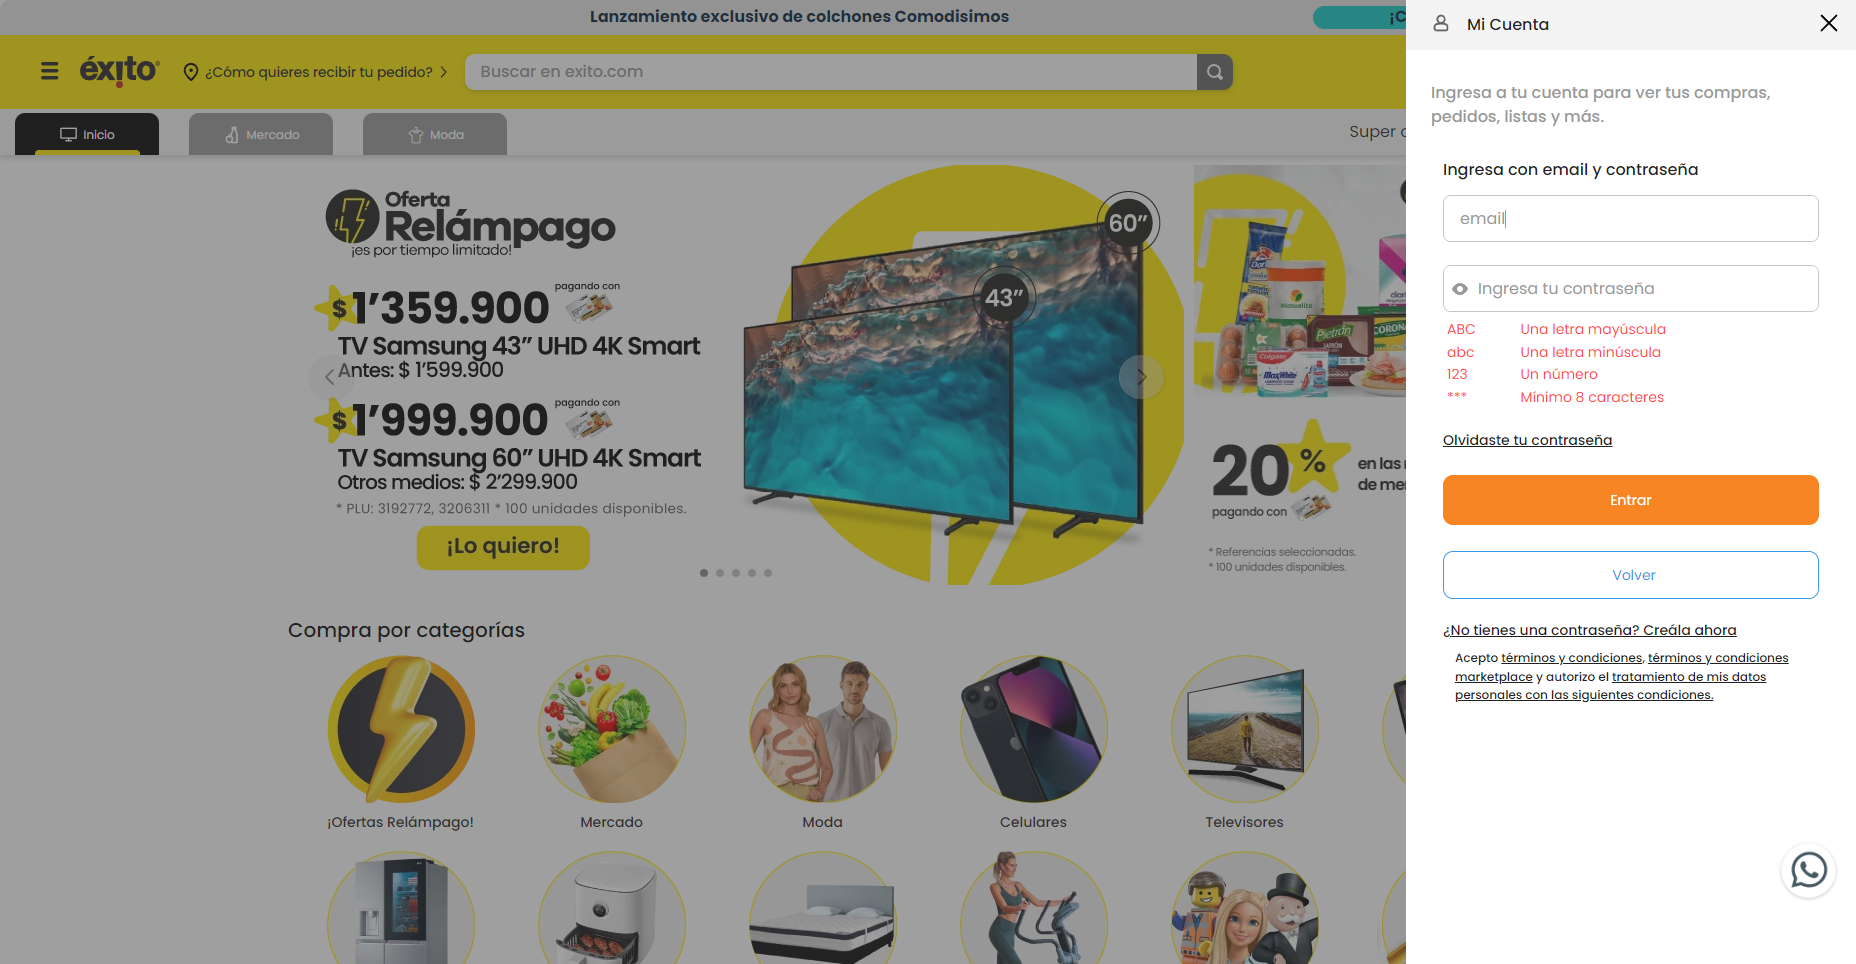 Lanzamiento exclusivo de colchones Comodisimos
éxito
¿Cómo quieres recibir tu pedido?
Buscar en exito.com
Inicio
Mercado
Moda
Super
Oferta
Relámpago
¡es por tiempo limitado!
$ 1'359.900
pagando con
TV Samsung 43” UHD 4K Smart
Antes: $ 1'599.900
$ 1'999.900
pagando con
TV Samsung 60” UHD 4K Smart
Otros medios: $ 2'299.900
* PLU: 3192772, 3206311 * 100 unidades disponibles.
¡Lo quiero!
60”
43”
Doria
Manuelita
Pietrán
Colgate
MaxWhite
20 %
en las
pagando con
* Referencias seleccionadas.
* 100 unidades disponibles.
Compra por categorías
¡Ofertas Relámpago!
Mercado
Moda
Celulares
Televisores
Mi Cuenta
Ingresa a tu cuenta para ver tus compras,
pedidos, listas y más.
Ingresa con email y contraseña
email
Ingresa tu contraseña
ABC Una letra mayúscula
abc Una letra minúscula
123 Un número
*** Mínimo 8 caracteres
Olvidaste tu contraseña
Entrar
Volver
¿No tienes una contraseña? Creála ahora
Acepto términos y condiciones, términos y condiciones
marketplace y autorizo el tratamiento de mis datos
personales con las siguientes condiciones.